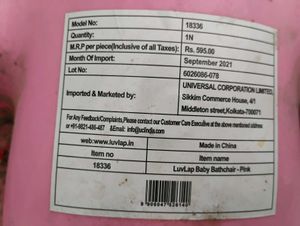 Model No: 18336
Quantity: 1N
M.R.P per piece(Inclusive of all Taxes): Rs. 595.00
Month Of Import: September 2021
Lot No: 6026086-078
Imported & Marketed by: UNIVERSAL CORPORATION LIMITED,
Sikkim Commerce House, 4/1
Middleton street,Kolkata-700071
For Any Feedback/Complaints,Please contact our Customer Care Executive at the above mentioned address
or +91-9821-486-487 &Email: info@uclindia.com
web:www.luvlap.in Made in China
Item no Item name
18336 LuvLap Baby Bathchair - Pink